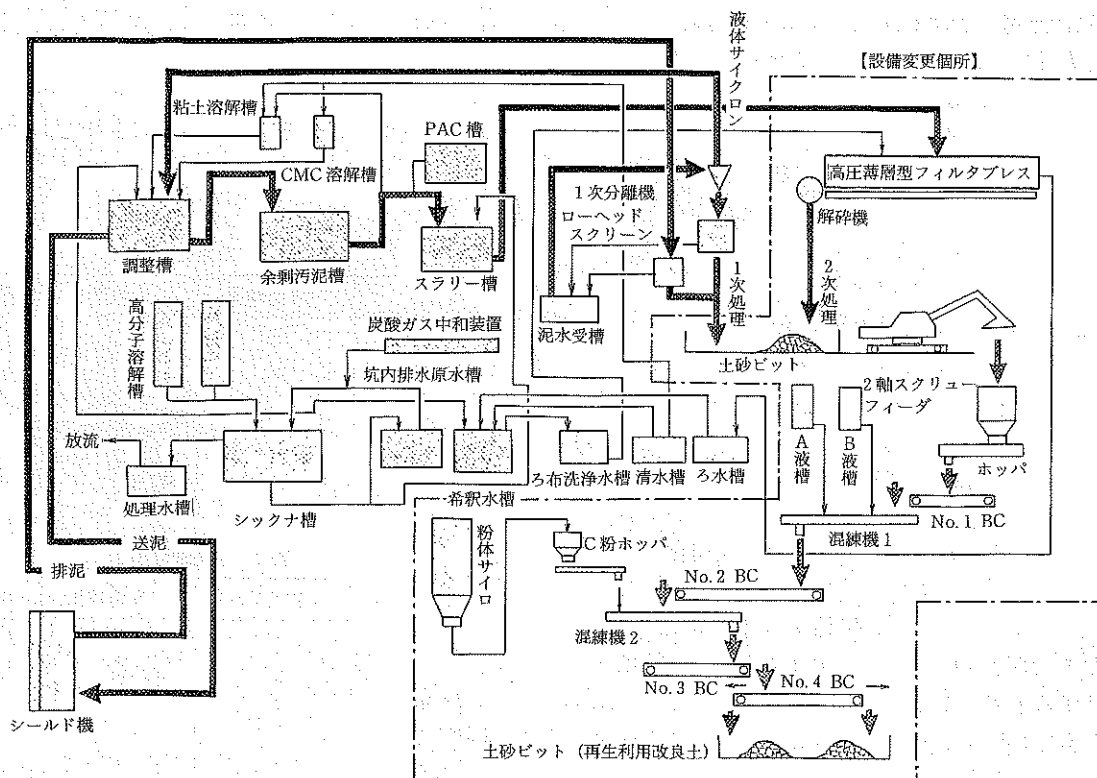 【設備変更個所】
液体サイクロン
粘土溶解槽
PAC槽
CMC溶解槽
高圧薄層型フィルタプレス
1次分離機
ローヘッド
スクリーン
解砕機
調整槽
余剰汚泥槽
スラリー槽
1次処理
2次処理
泥水受槽
高分子溶解槽
炭酸ガス中和装置
土砂ピット
坑内排水原水槽
2軸スクリュー
フィーダ
放流
A液槽
B液槽
ホッパ
処理水槽
シックナ槽
希釈水槽
ろ布洗浄水槽
清水槽
ろ水槽
No.1 BC
混練機1
送泥
粉体サイロ
C粉ホッパ
排泥
No.2 BC
混練機2
No.3 BC
No.4 BC
シールド機
土砂ピット(再生利用改良土)